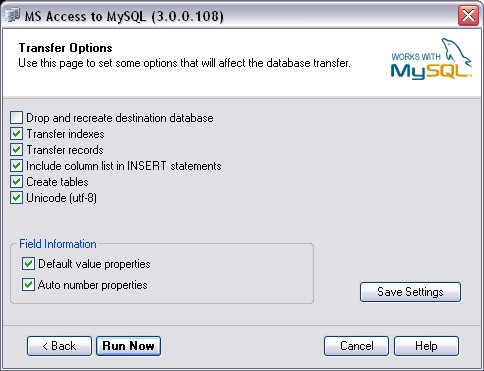 MS Access to MySQL (3.0.0.108)
Transfer Options
Use this page to set some options that will affect the database transfer.
WORKS WITH
MySQL
Drop and recreate destination database
Transfer indexes
Transfer records
Include column list in INSERT statements
Create tables
Unicode (utf-8)
Field Information
Default value properties
Auto number properties
Save Settings
< Back
Run Now
Cancel
Help